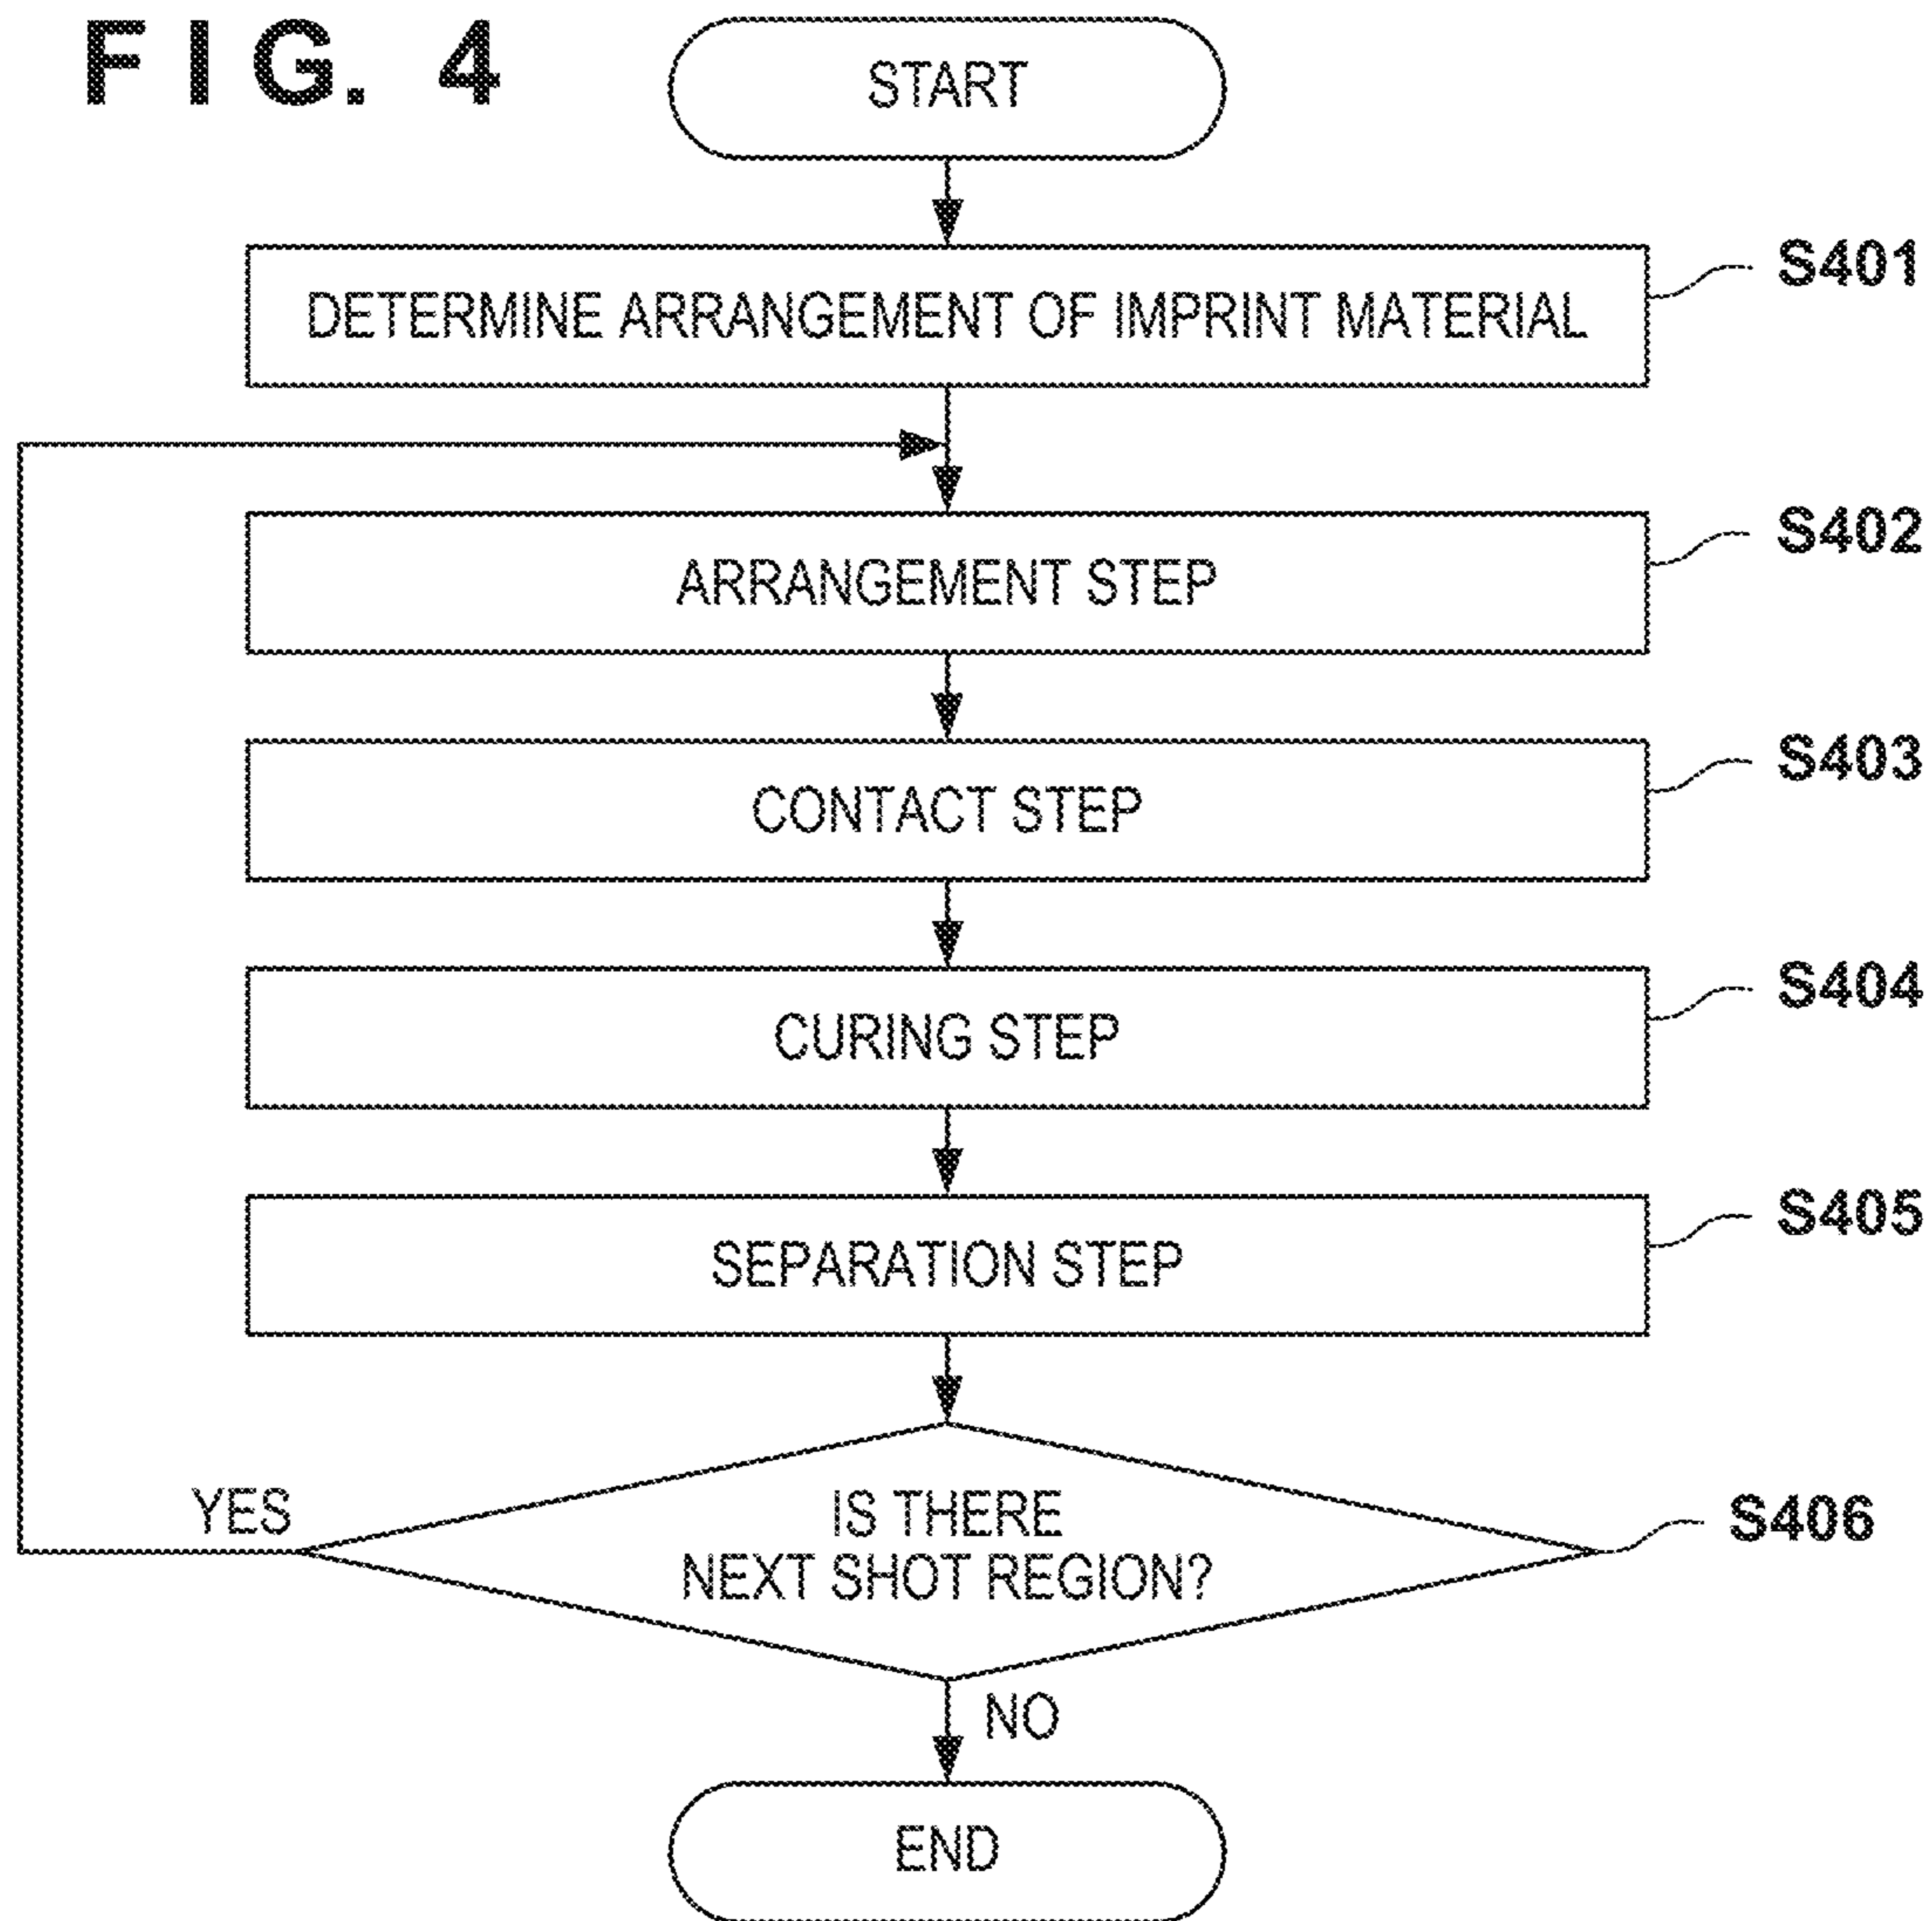 FIG. 4
START
DETERMINE ARRANGEMENT OF IMPRINT MATERIAL
S401
ARRANGEMENT STEP
S402
CONTACT STEP
S403
CURING STEP
S404
SEPARATION STEP
S405
IS THERE
NEXT SHOT REGION?
S406
YES
NO
END